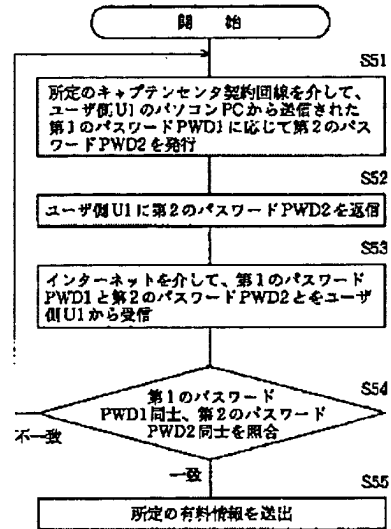 開 始
S51
所定のキャプテンセンタ契約回線を介して、
ユーザ側U1のパソコンPCから送信された
第1のパスワードPWD1に応じて第2のパス
ワードPWD2を発行
S52
ユーザ側U1に第2のパスワードPWD2を返信
S53
インターネットを介して、第1のパスワード
PWD1と第2のパスワードPWD2とをユーザ
側U1から受信
S54
第1のパスワード
PWD1同士、第2のパスワード
PWD2同士を照合
不一致
一致
S55
所定の有料情報を送出